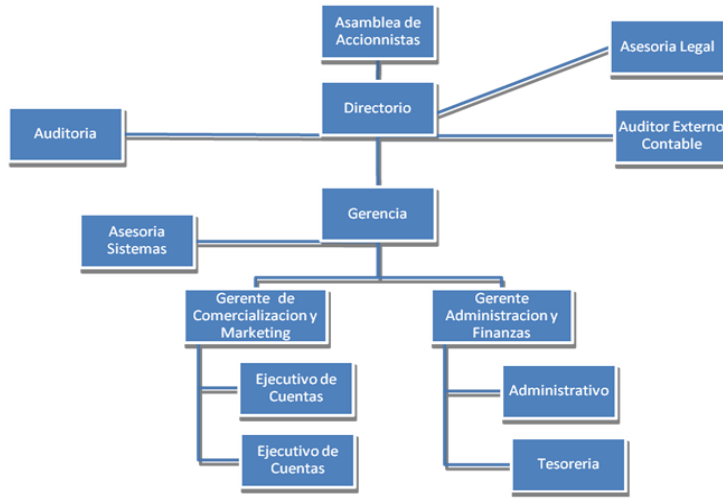 Asamblea de
Accionnistas
Asesoria Legal
Directorio
Auditoria
Auditor Externo
Contable
Gerencia
Asesoria
Sistemas
Gerente de
Comercializacion y
Marketing
Gerente
Administracion y
Finanzas
Ejecutivo de
Cuentas
Administrativo
Ejecutivo de
Cuentas
Tesoreria